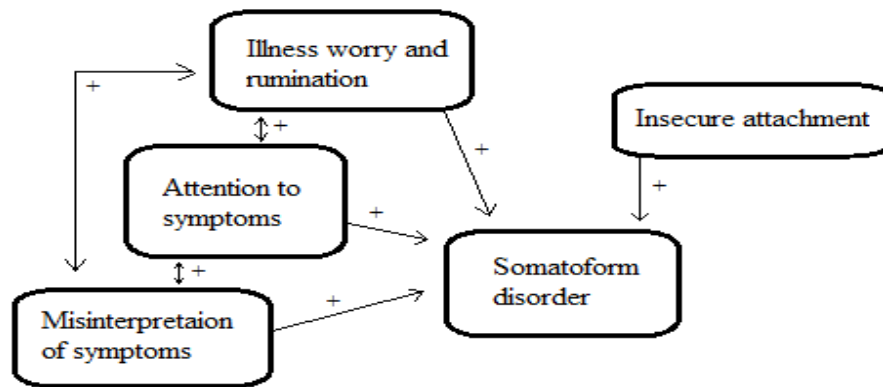 Illness worry and
rumination
+
Insecure attachment
+
+
+
Attention to
symptoms
+
+
Somatoform
disorder
+
Misinterpretaion
of symptoms